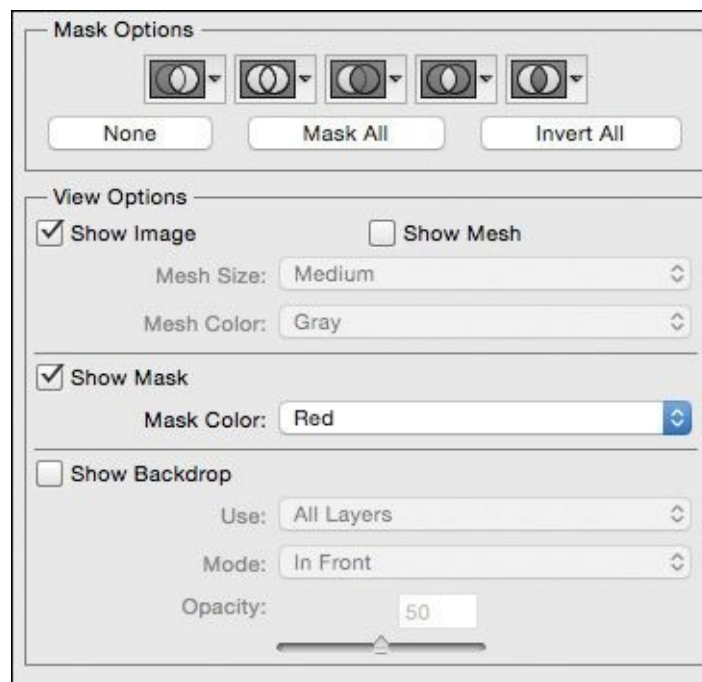 Mask Options
None Mask All Invert All
View Options
Show Image Show Mesh
Mesh Size: Medium
Mesh Color: Gray
Show Mask
Mask Color: Red
Show Backdrop
Use: All Layers
Mode: In Front
Opacity: 50